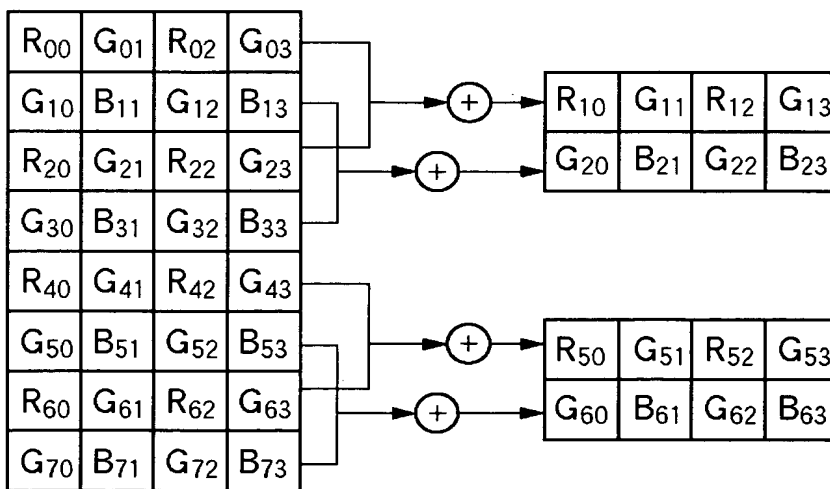 R00 G01 R02 G03
G10 B11 G12 B13
R20 G21 R22 G23
G30 B31 G32 B33
R40 G41 R42 G43
G50 B51 G52 B53
R60 G61 R62 G63
G70 B71 G72 B73
+
+
R10 G11 R12 G13
G20 B21 G22 B23
+
+
R50 G51 R52 G53
G60 B61 G62 B63